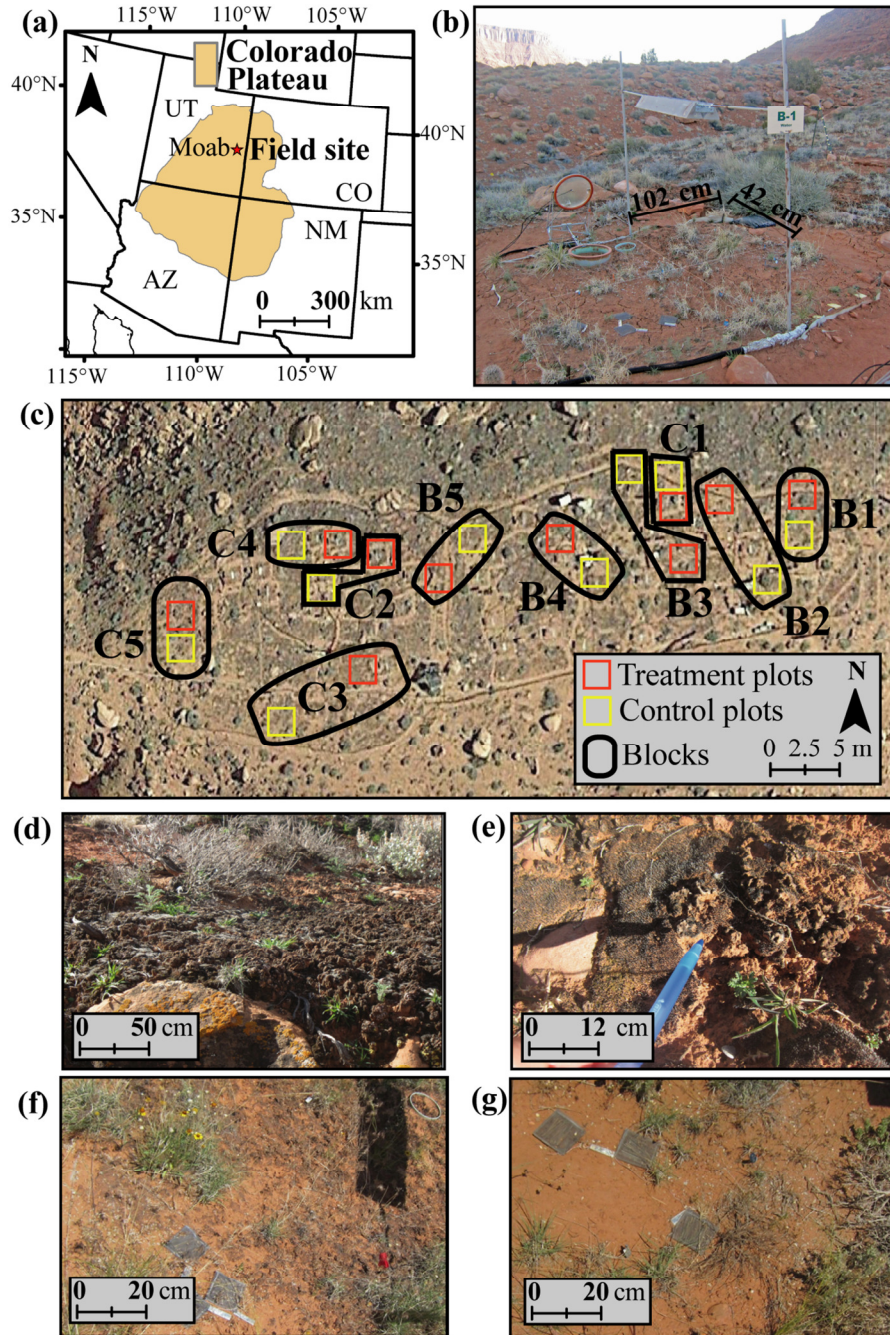 (a)
115°W 110°W 105°W
N
Colorado
Plateau
40°N
UT
40°N
Moab
Field site
CO
35°N
NM
AZ
35°N
0 300 km
115°W
110°W
105°W
(b)
B-1
102 cm
42 cm
(c)
C1
B5
B1
C4
C2
B4
B3
B2
C5
C3
Treatment plots
N
Control plots
Blocks
0 2.5 5 m
(d)
0 50 cm
(e)
0 12 cm
(f)
0 20 cm
(g)
0 20 cm